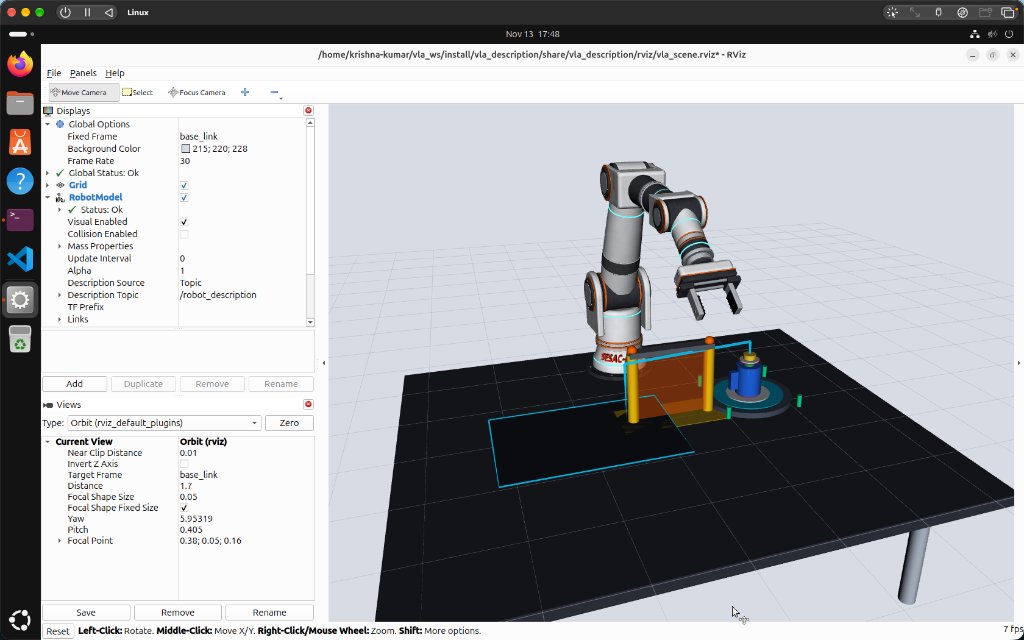 Linux
Nov 13 17:48
/home/krishna-kumar/vla_ws/install/vla_description/share/vla_description/rviz/vla_scene.rviz* - RViz
File Panels Help
Move Camera Select Focus Camera
Displays
Global Options
Fixed Frame base_link
Background Color 215; 220; 228
Frame Rate 30
Global Status: Ok
Grid
RobotModel
Status: Ok
Visual Enabled
Collision Enabled
Mass Properties
Update Interval 0
Alpha 1
Description Source Topic
Description Topic /robot_description
TF Prefix
Links
Add Duplicate Remove Rename
Views
Type: Orbit (rviz_default_plugins) Zero
Current View Orbit (rviz)
Near Clip Distance 0.01
Invert Z Axis
Target Frame base_link
Distance 1.7
Focal Shape Size 0.05
Focal Shape Fixed Size
Yaw 5.95319
Pitch 0.405
Focal Point 0.38; 0.05; 0.16
Save Remove Rename
Reset Left-Click: Rotate. Middle-Click: Move X/Y. Right-Click/Mouse Wheel: Zoom. Shift: More options. 7 fps
SESAC-